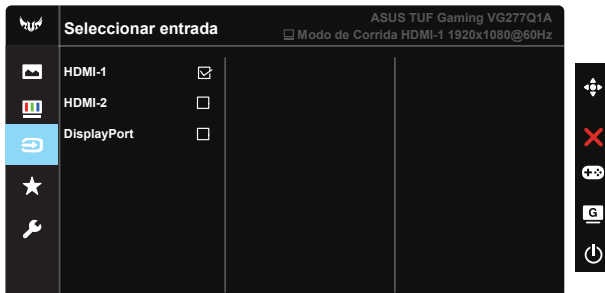 Seleccionar entrada
ASUS TUF Gaming VG277Q1A
Modo de Corrida HDMI-1 1920x1080@60Hz
HDMI-1
HDMI-2
DisplayPort
G